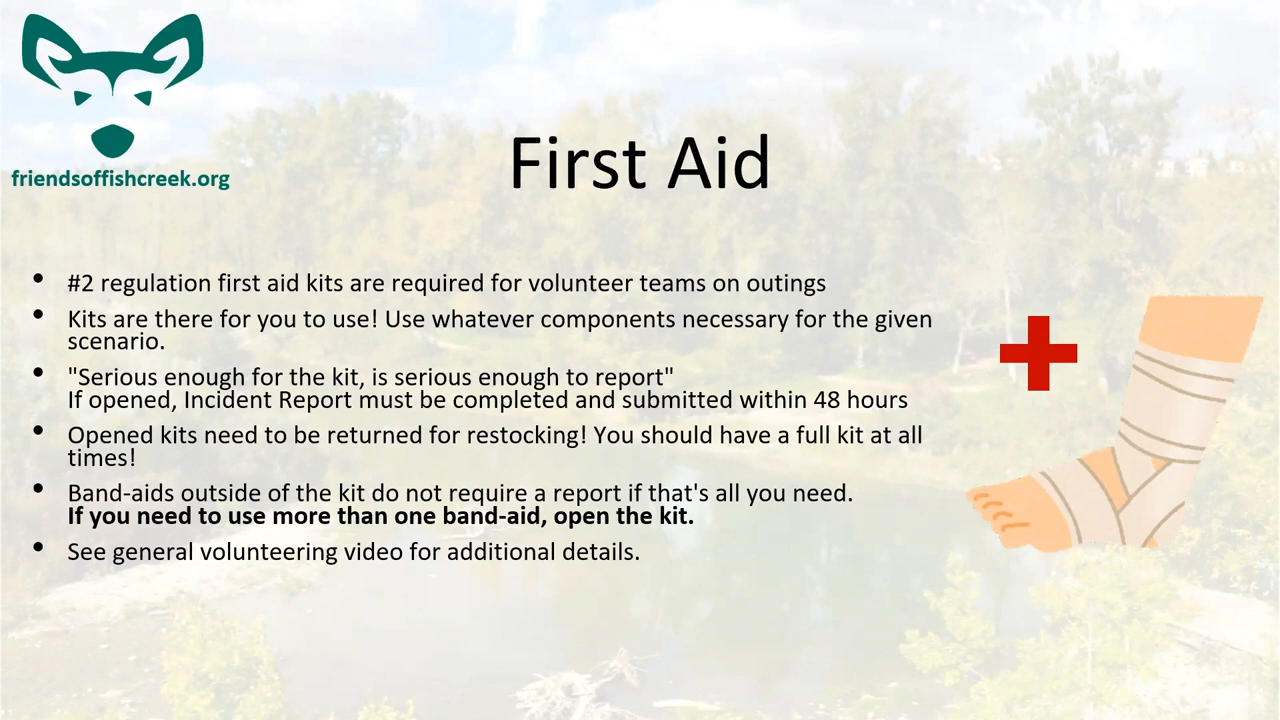 friendsoffishcreek.org
First Aid
• #2 regulation first aid kits are required for volunteer teams on outings
• Kits are there for you to use! Use whatever components necessary for the given
scenario.
• "Serious enough for the kit, is serious enough to report"
If opened, Incident Report must be completed and submitted within 48 hours
• Opened kits need to be returned for restocking! You should have a full kit at all
times!
• Band-aids outside of the kit do not require a report if that's all you need.
If you need to use more than one band-aid, open the kit.
• See general volunteering video for additional details.